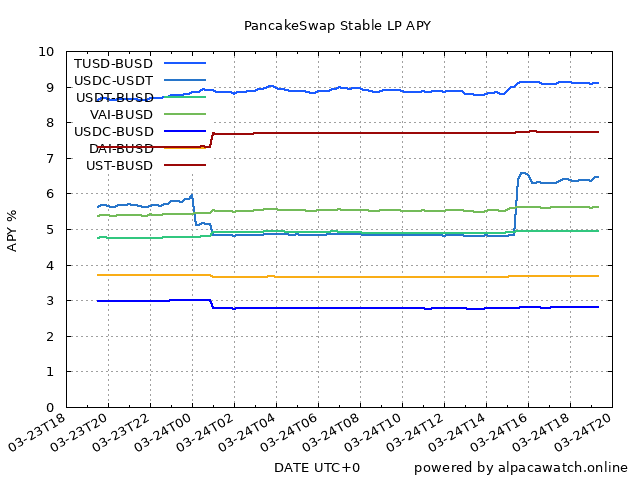 PancakeSwap Stable LP APY
10
9
8
7
6
5
4
3
2
1
0
APY %
TUSD-BUSD
USDC-USDT
USDT-BUSD
VAI-BUSD
USDC-BUSD
DAI-BUSD
UST-BUSD
03-23T18
03-23T20
03-23T22
03-24T00
03-24T02
03-24T04
03-24T06
03-24T08
03-24T10
03-24T12
03-24T14
03-24T16
03-24T18
03-24T20
DATE UTC+0
powered by alpacawatch.online